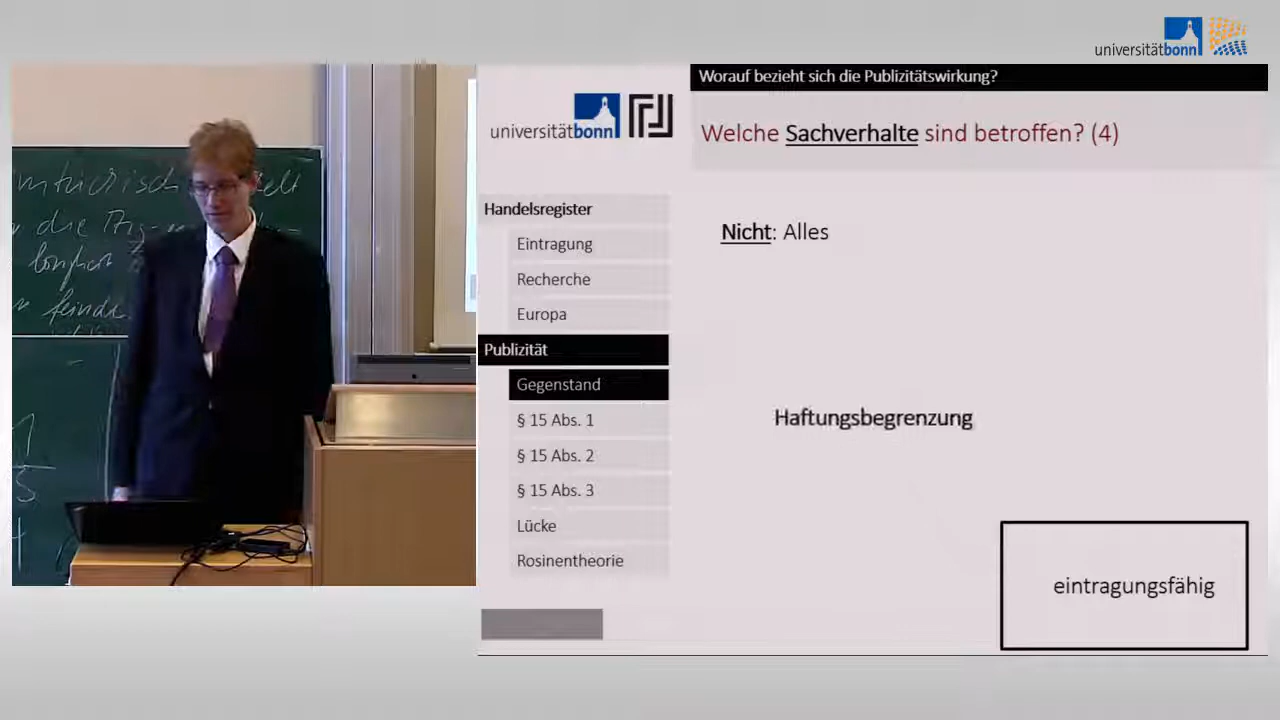 universitätbonn
Worauf bezieht sich die Publizitätswirkung?
universitätbonn
Welche Sachverhalte sind betroffen? (4)
Handelsregister
Eintragung
Recherche
Europa
Publizität
Gegenstand
§ 15 Abs. 1
§ 15 Abs. 2
§ 15 Abs. 3
Lücke
Rosinentheorie
Nicht: Alles
Haftungsbegrenzung
eintragungsfähig